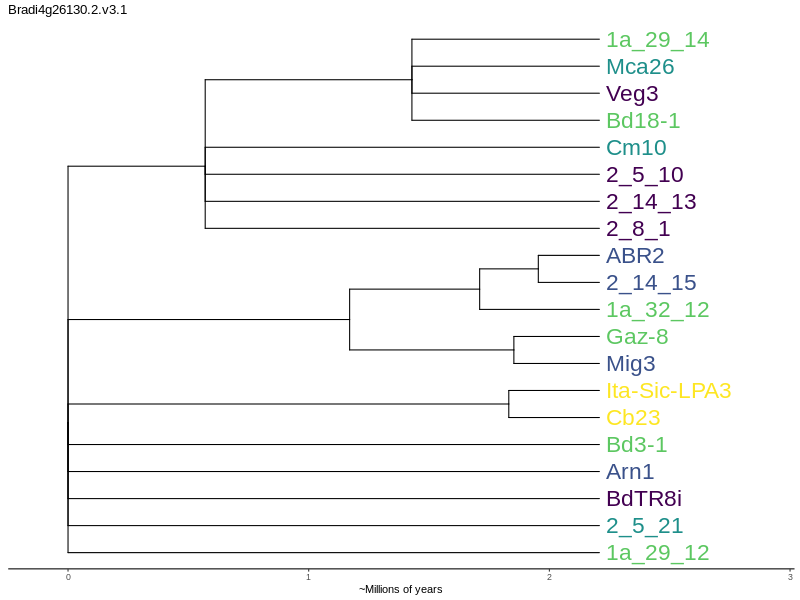 Bradi4g26130.2.v3.1
1a_29_14
Mca26
Veg3
Bd18-1
Cm10
2_5_10
2_14_13
2_8_1
ABR2
2_14_15
1a_32_12
Gaz-8
Mig3
Ita-Sic-LPA3
Cb23
Bd3-1
Arn1
BdTR8i
2_5_21
1a_29_12
0 1 2 3
~Millions of years